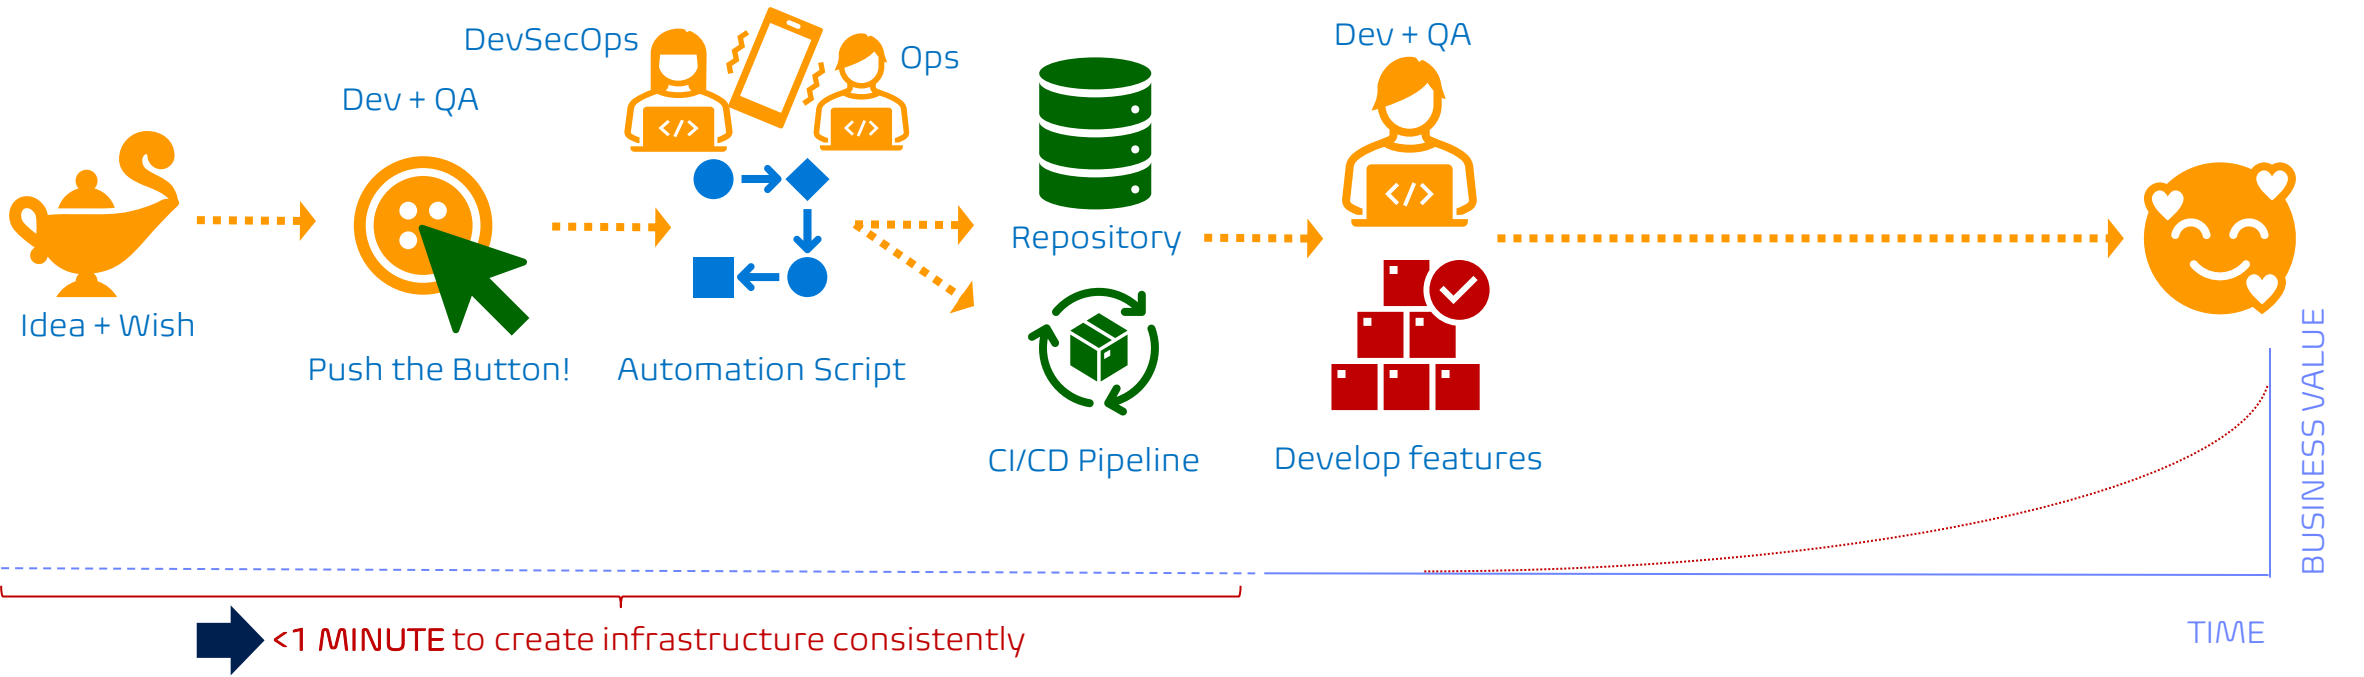 DevSecOps
Ops
Dev + QA
Dev + QA
Idea + Wish
Push the Button!
Automation Script
Repository
CI/CD Pipeline
Develop features
BUSINESS VALUE
TIME
<1 MINUTE to create infrastructure consistently